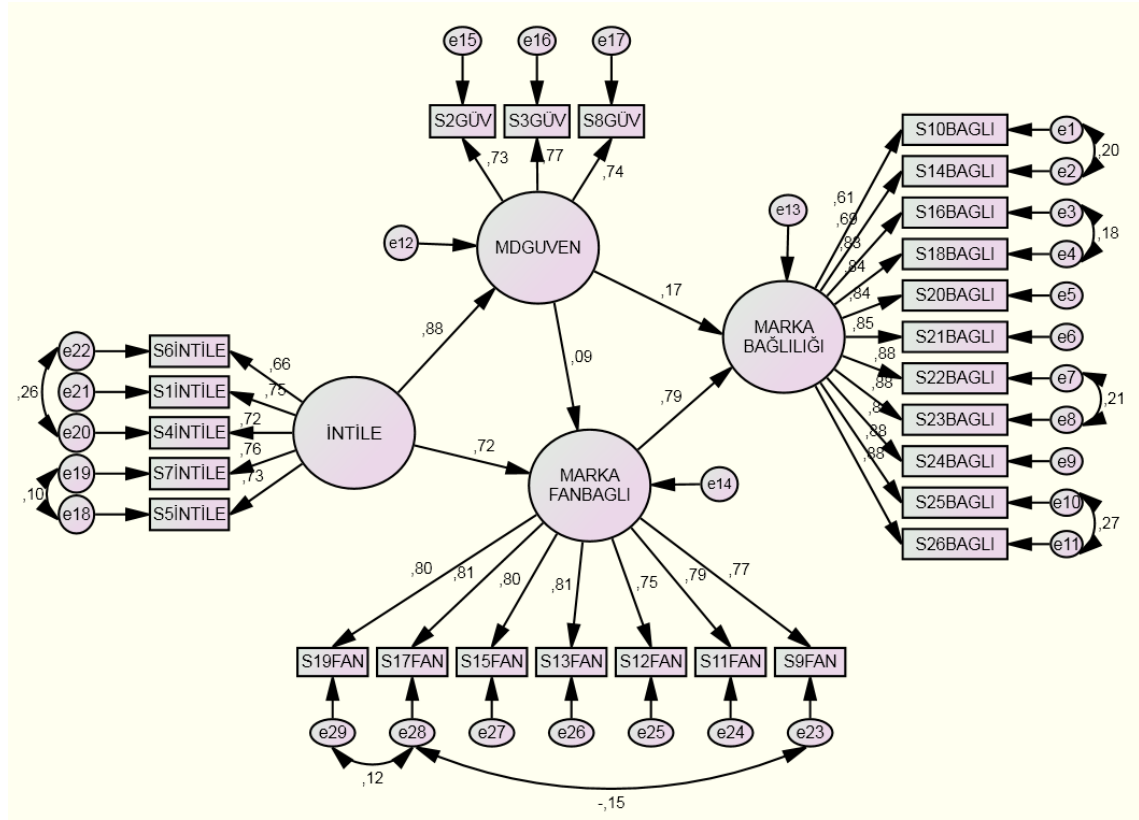 e15
e16
e17
S2GÜV
S3GÜV
S8GÜV
,73
,77
,74
e12
MDGUVEN
e13
,88
,17
,09
MARKA
BAĞLILIĞI
S10BAGLI
e1
S14BAGLI
e2
,20
S16BAGLI
e3
S18BAGLI
e4
,18
S20BAGLI
e5
S21BAGLI
e6
S22BAGLI
e7
S23BAGLI
e8
,21
S24BAGLI
e9
S25BAGLI
e10
S26BAGLI
e11
,27
,61
,69
,84
,84
,85
,88
,88
,88
,88
e22
S6İNTİLE
e21
S1İNTİLE
e20
S4İNTİLE
e19
S7İNTİLE
e18
S5İNTİLE
,26
,10
,66
,75
,72
,76
,73
İNTİLE
,72
,79
MARKA
FANBAGLI
e14
,80
,81
,80
,81
,75
,79
,77
S19FAN
S17FAN
S15FAN
S13FAN
S12FAN
S11FAN
S9FAN
e29
e28
e27
e26
e25
e24
e23
,12
-,15